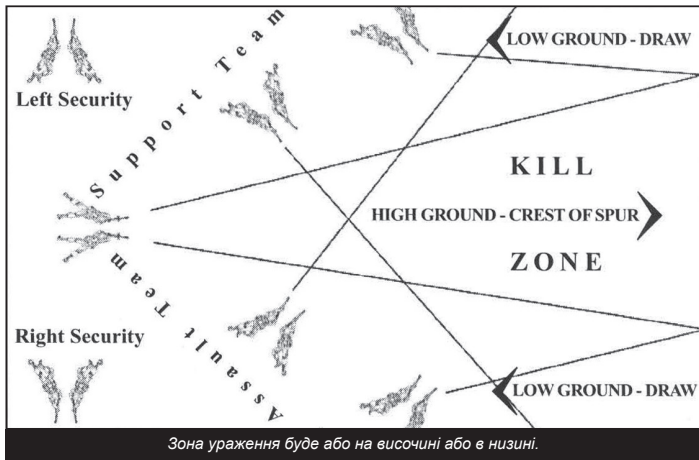 Left Security
Support Team
LOW GROUND - DRAW
KILL
HIGH GROUND - CREST OF SPUR
ZONE
Assault Team
Right Security
LOW GROUND - DRAW
Зона ураження буде або на височині або в низині.